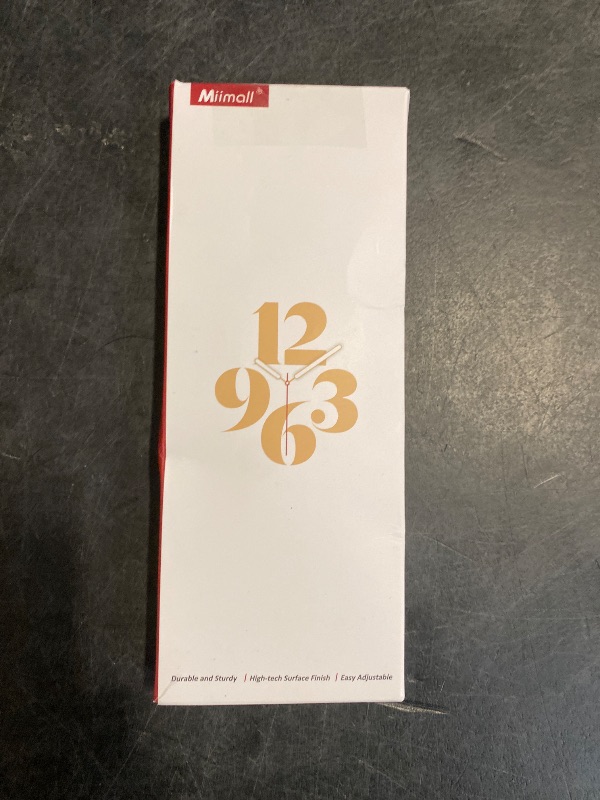 Miimall®
12
9 3
6
Durable and Sturdy | High-tech Surface Finish | Easy Adjustable